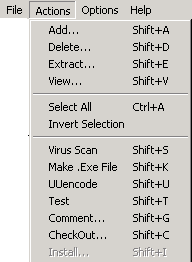 File Actions Options Help
Add... Shift+A
Delete... Shift+D
Extract... Shift+E
View... Shift+V
Select All Ctrl+A
Invert Selection
Virus Scan Shift+S
Make .Exe File Shift+K
UUencode Shift+U
Test Shift+T
Comment... Shift+G
CheckOut... Shift+C
Install... Shift+I